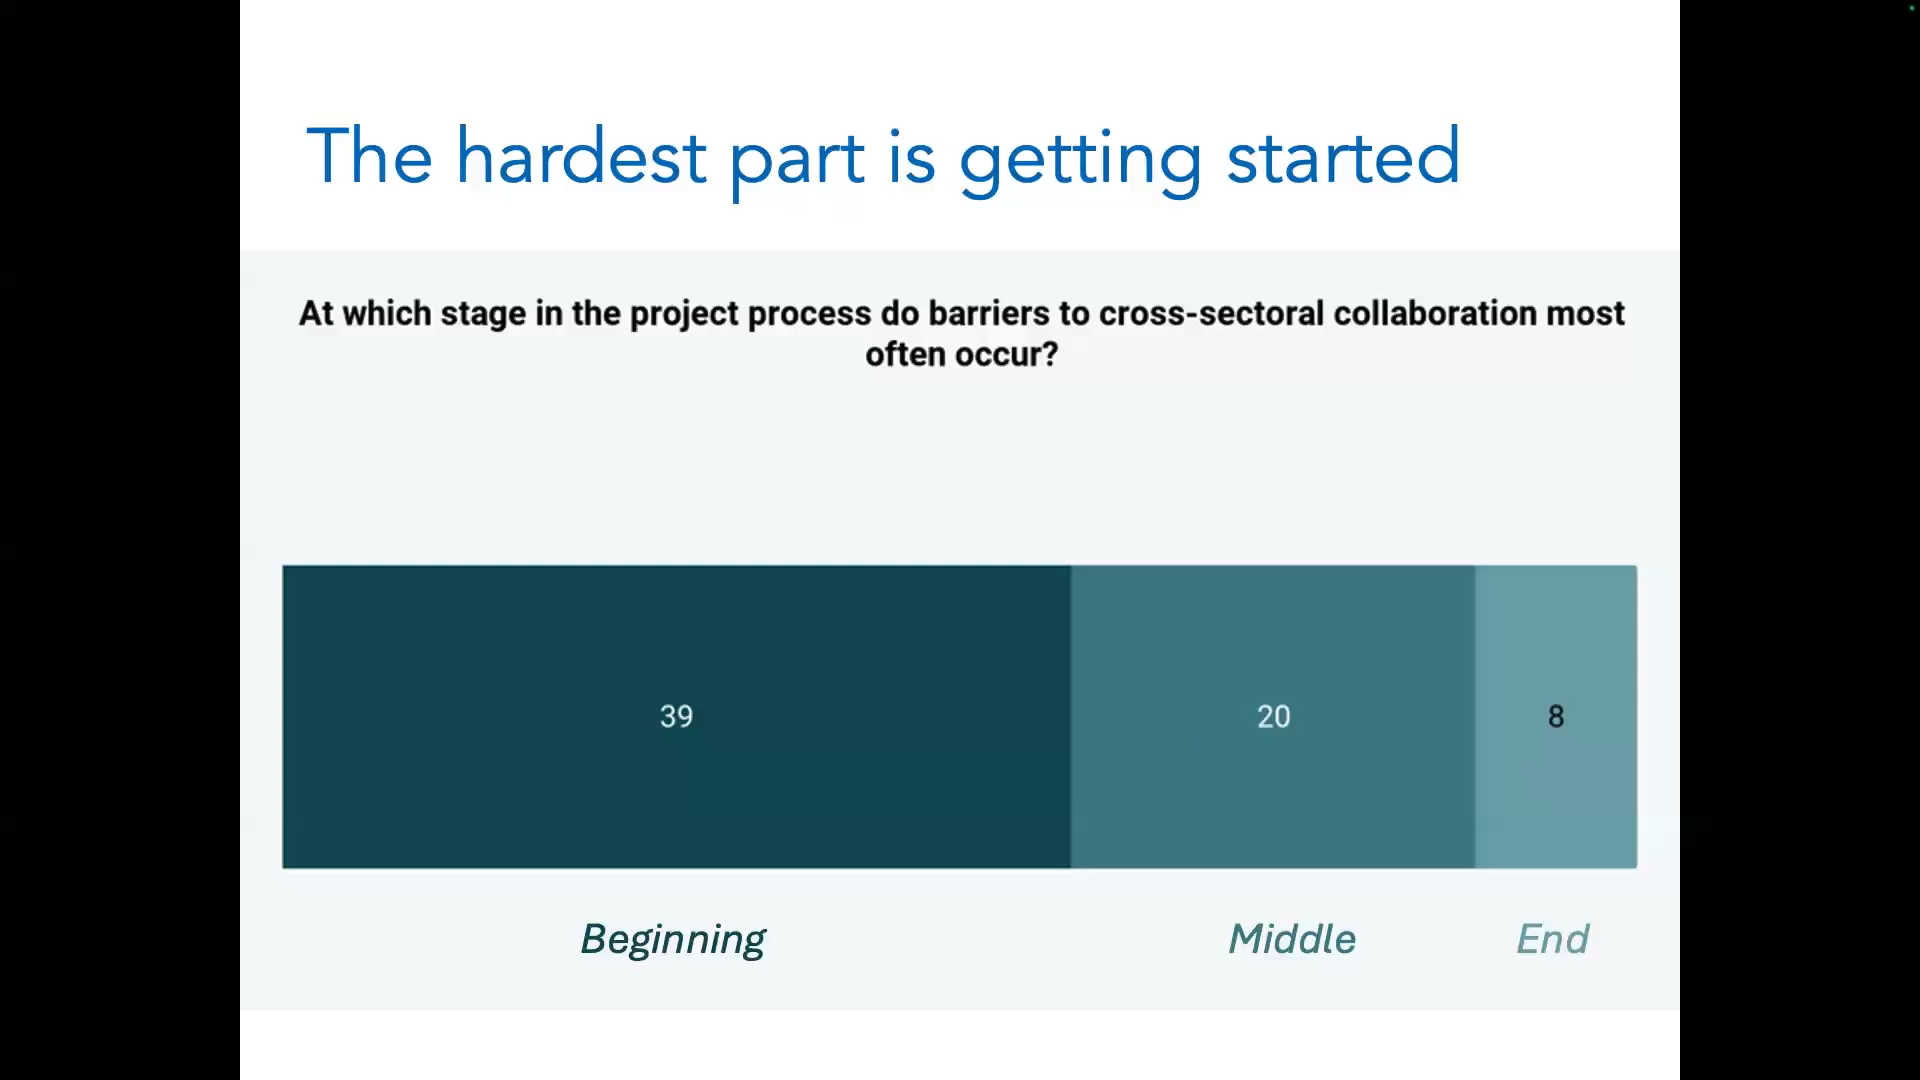 The hardest part is getting started
At which stage in the project process do barriers to cross-sectoral collaboration most
often occur?
39
20
8
Beginning
Middle
End